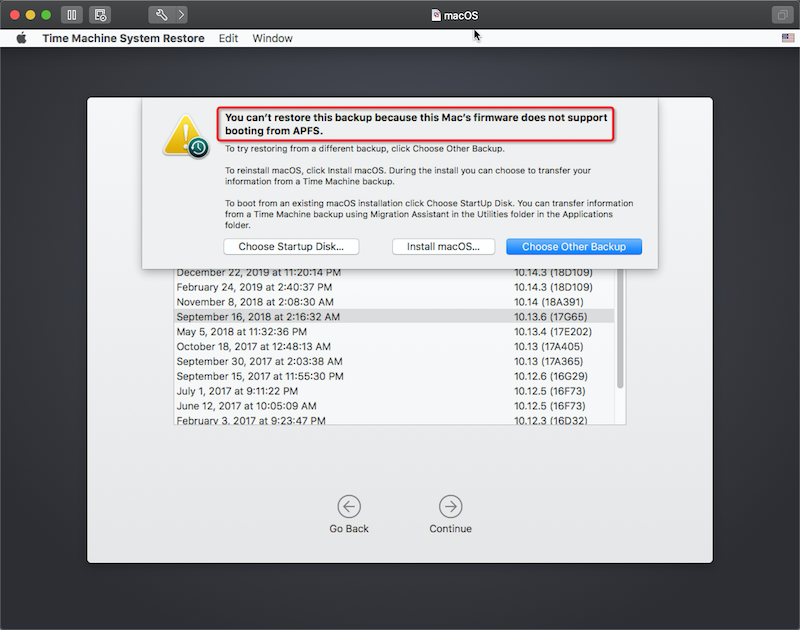 macOS
Time Machine System Restore Edit Window
You can't restore this backup because this Mac's firmware does not support
booting from APFS.
To try restoring from a different backup, click Choose Other Backup.
To reinstall macOS, click Install macOS. During the install you can choose to transfer your
information from a Time Machine backup.
To boot from an existing macOS installation click Choose StartUp Disk. You can transfer information
from a Time Machine backup using Migration Assistant in the Utilities folder in the Applications
folder.
Choose Startup Disk... Install macOS... Choose Other Backup
December 22, 2019 at 11:20:14 PM 10.14.3 (18D109)
February 24, 2019 at 2:40:37 PM 10.14.3 (18D109)
November 8, 2018 at 2:08:30 AM 10.14 (18A391)
September 16, 2018 at 2:16:32 AM 10.13.6 (17G65)
May 5, 2018 at 11:32:36 PM 10.13.4 (17E202)
October 18, 2017 at 12:48:13 AM 10.13 (17A405)
September 30, 2017 at 2:03:38 AM 10.13 (17A365)
September 15, 2017 at 11:55:30 PM 10.12.6 (16G29)
July 1, 2017 at 9:11:22 PM 10.12.5 (16F73)
June 12, 2017 at 10:05:09 AM 10.12.5 (16F73)
February 3, 2017 at 9:23:47 PM 10.12.3 (16D32)
Go Back Continue